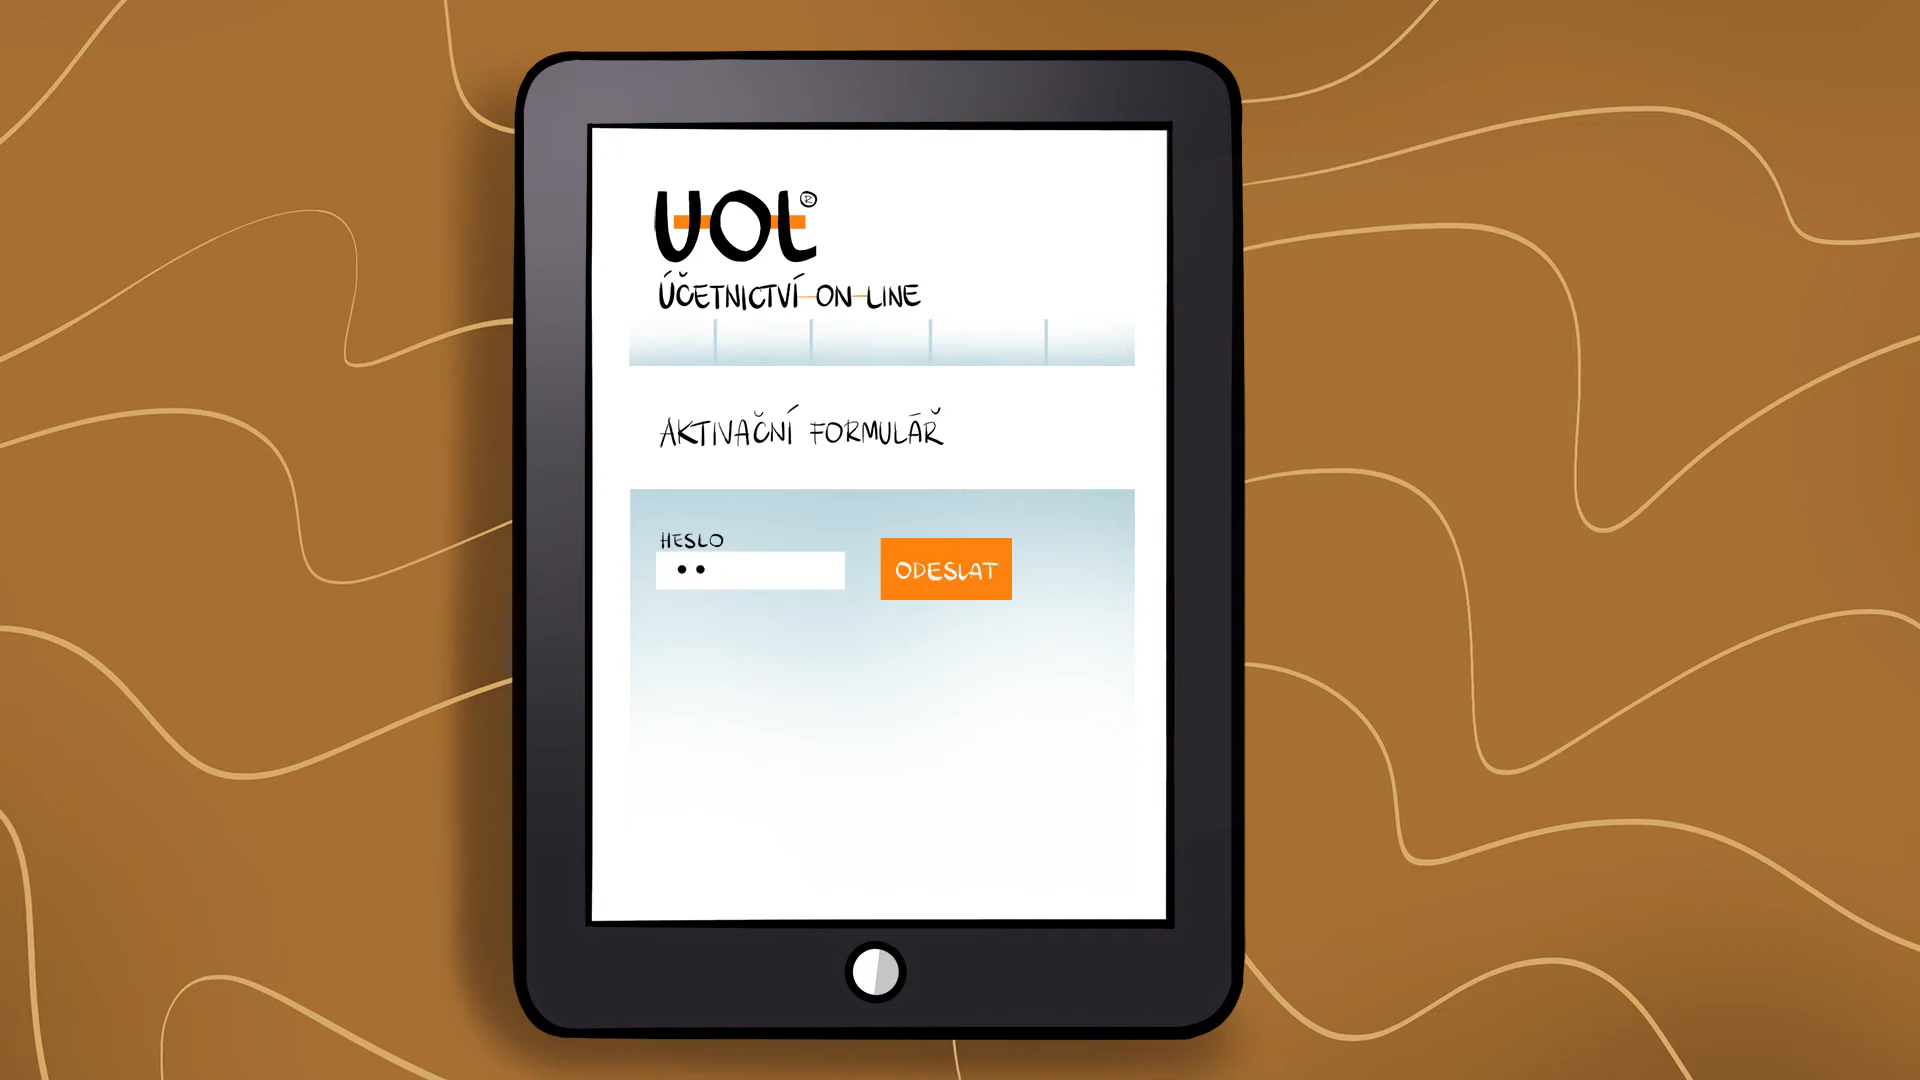 UOL®
ÚČETNICTVÍ ON LINE
AKTIVAČNÍ FORMULÁŘ
HESLO
ODESLAT